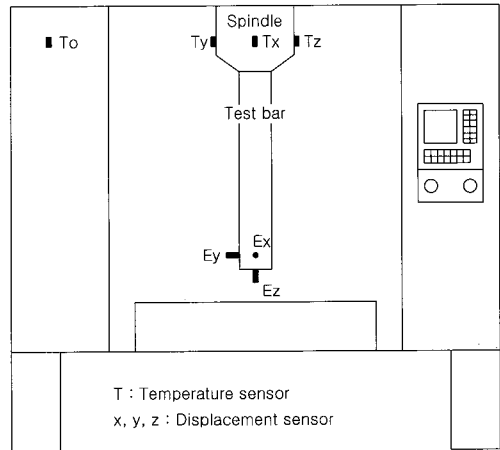 Spindle
To
Ty
Tx
Tz
Test bar
Ex
Ey
Ez
T : Temperature sensor
x, y, z : Displacement sensor